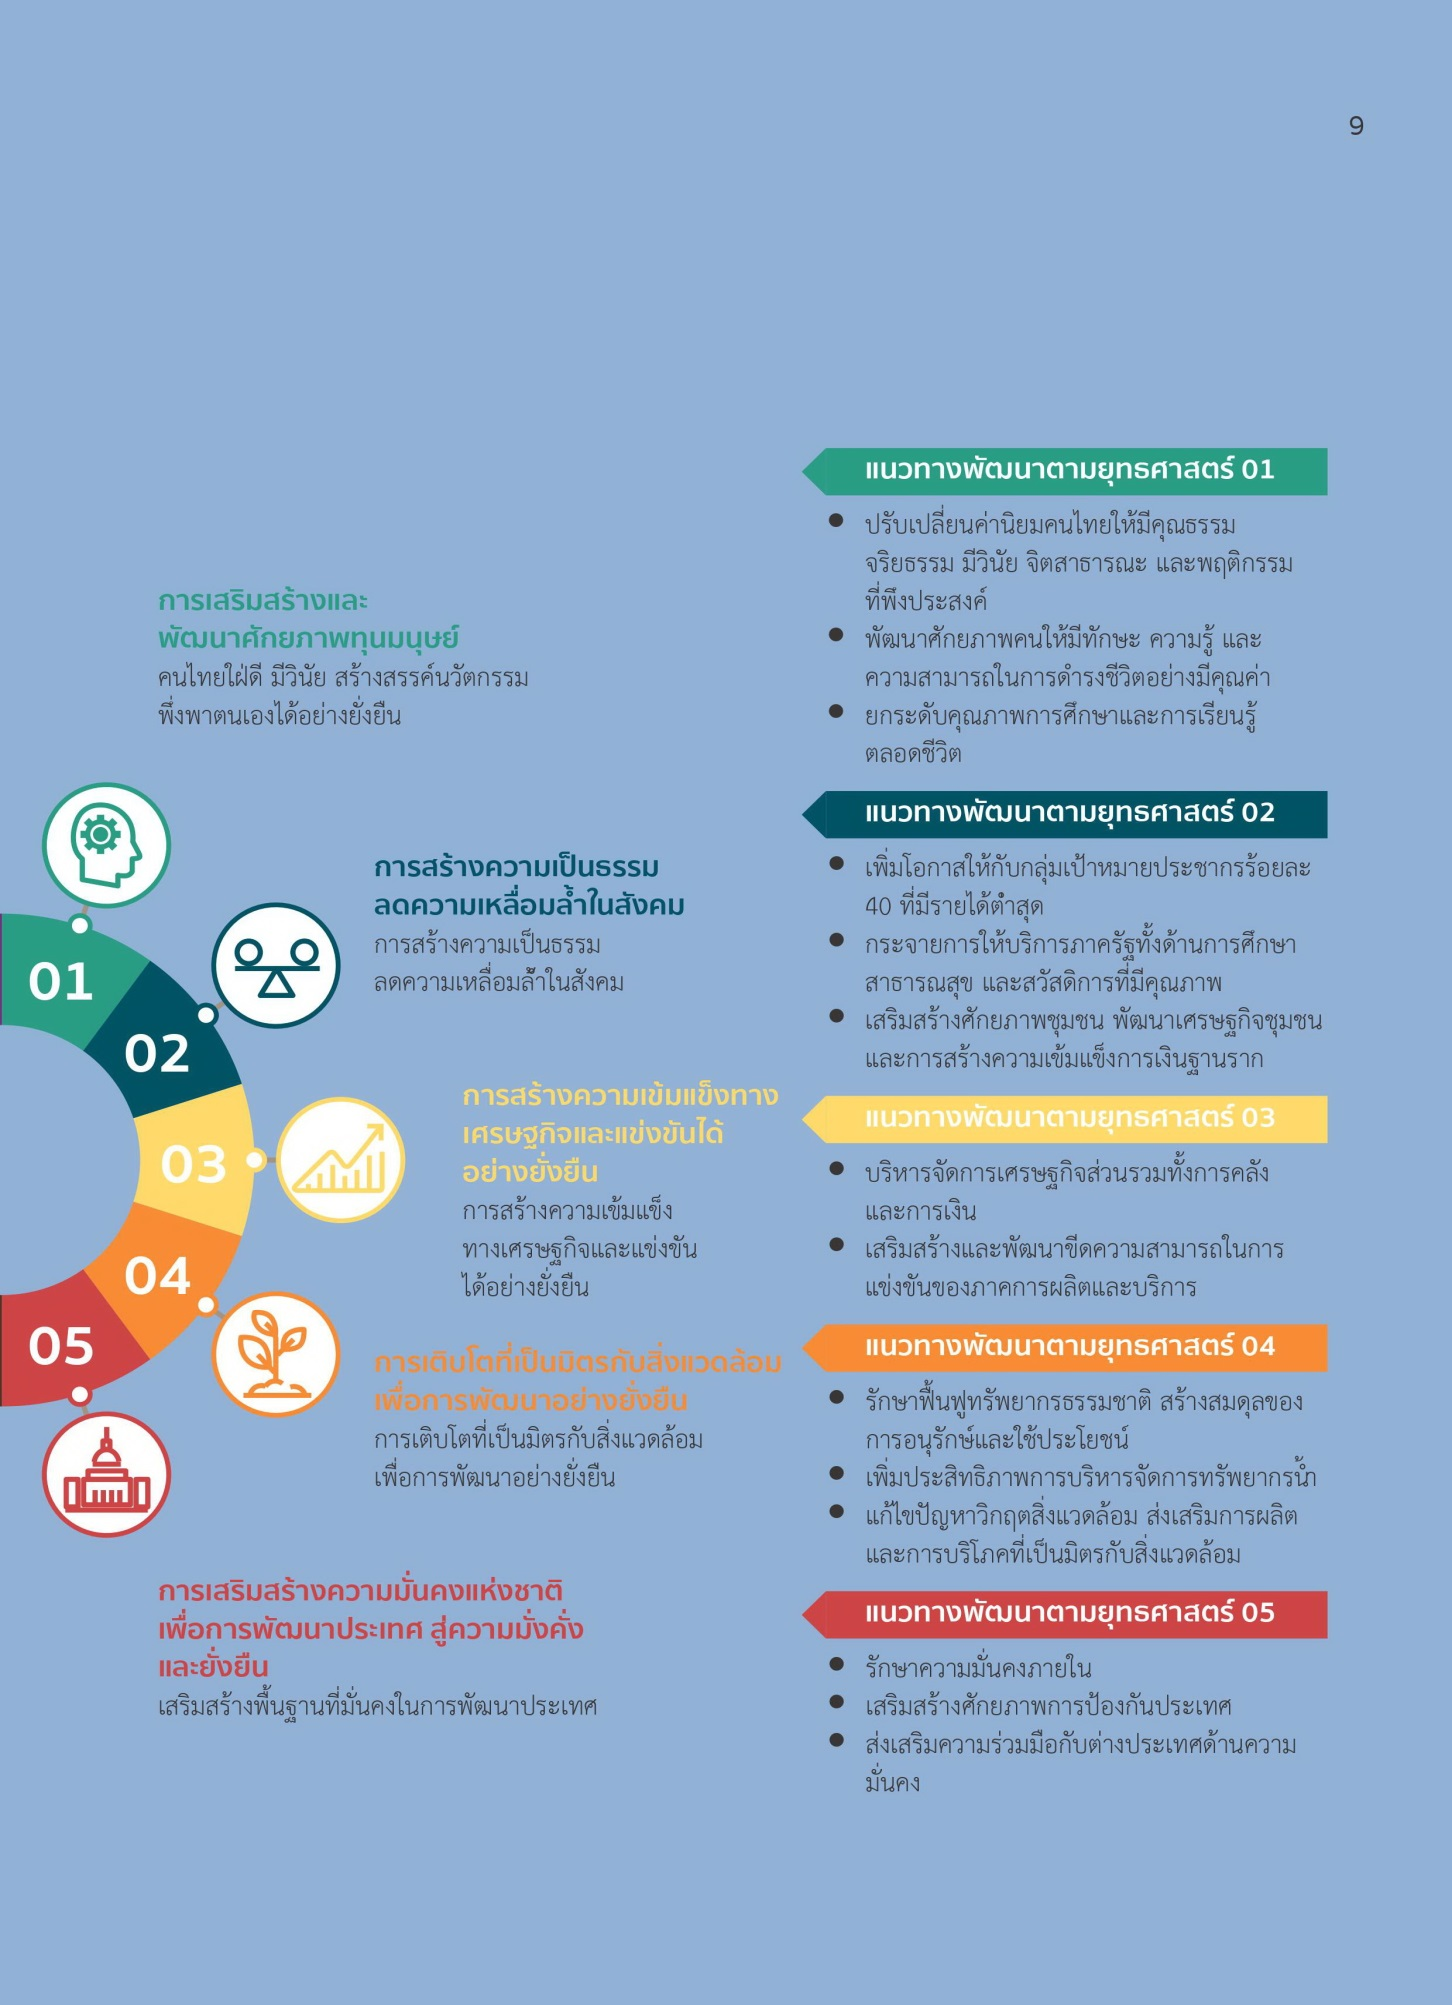 9
การเสริมสร้างและ
พัฒนาศักยภาพทุนมนุษย์
คนไทยใฝ่ดี มีวินัย สร้างสรรค์นวัตกรรม
พึ่งพาตนเองได้อย่างยั่งยืน
01
02
03
04
05
การสร้างความเป็นธรรม
ลดความเหลื่อมล้ำในสังคม
การสร้างความเป็นธรรม
ลดความเหลื่อมล้ำในสังคม
การสร้างความเข้มแข็งทาง
เศรษฐกิจและแข่งขันได้
อย่างยั่งยืน
การสร้างความเข้มแข็ง
ทางเศรษฐกิจและแข่งขัน
ได้อย่างยั่งยืน
การเติบโตที่เป็นมิตรกับสิ่งแวดล้อม
เพื่อการพัฒนาอย่างยั่งยืน
การเติบโตที่เป็นมิตรกับสิ่งแวดล้อม
เพื่อการพัฒนาอย่างยั่งยืน
การเสริมสร้างความมั่นคงแห่งชาติ
เพื่อการพัฒนาประเทศ สู่ความมั่งคั่ง
และยั่งยืน
เสริมสร้างพื้นฐานที่มั่นคงในการพัฒนาประเทศ
แนวทางพัฒนาตามยุทธศาสตร์ 01
● ปรับเปลี่ยนค่านิยมคนไทยให้มีคุณธรรม
จริยธรรม มีวินัย จิตสาธารณะ และพฤติกรรม
ที่พึงประสงค์
● พัฒนาศักยภาพคนให้มีทักษะ ความรู้ และ
ความสามารถในการดำรงชีวิตอย่างมีคุณค่า
● ยกระดับคุณภาพการศึกษาและการเรียนรู้
ตลอดชีวิต
แนวทางพัฒนาตามยุทธศาสตร์ 02
● เพิ่มโอกาสให้กับกลุ่มเป้าหมายประชากรร้อยละ
40 ที่มีรายได้ต่ำสุด
● กระจายการให้บริการภาครัฐทั้งด้านการศึกษา
สาธารณสุข และสวัสดิการที่มีคุณภาพ
● เสริมสร้างศักยภาพชุมชน พัฒนาเศรษฐกิจชุมชน
และการสร้างความเข้มแข็งการเงินฐานราก
แนวทางพัฒนาตามยุทธศาสตร์ 03
● บริหารจัดการเศรษฐกิจส่วนรวมทั้งการคลัง
และการเงิน
● เสริมสร้างและพัฒนาขีดความสามารถในการ
แข่งขันของภาคการผลิตและบริการ
แนวทางพัฒนาตามยุทธศาสตร์ 04
● รักษาฟื้นฟูทรัพยากรธรรมชาติ สร้างสมดุลของ
การอนุรักษ์และใช้ประโยชน์
● เพิ่มประสิทธิภาพการบริหารจัดการทรัพยากรน้ำ
● แก้ไขปัญหาวิกฤตสิ่งแวดล้อม ส่งเสริมการผลิต
และการบริโภคที่เป็นมิตรกับสิ่งแวดล้อม
แนวทางพัฒนาตามยุทธศาสตร์ 05
● รักษาความมั่นคงภายใน
● เสริมสร้างศักยภาพการป้องกันประเทศ
● ส่งเสริมความร่วมมือกับต่างประเทศด้านความ
มั่นคง